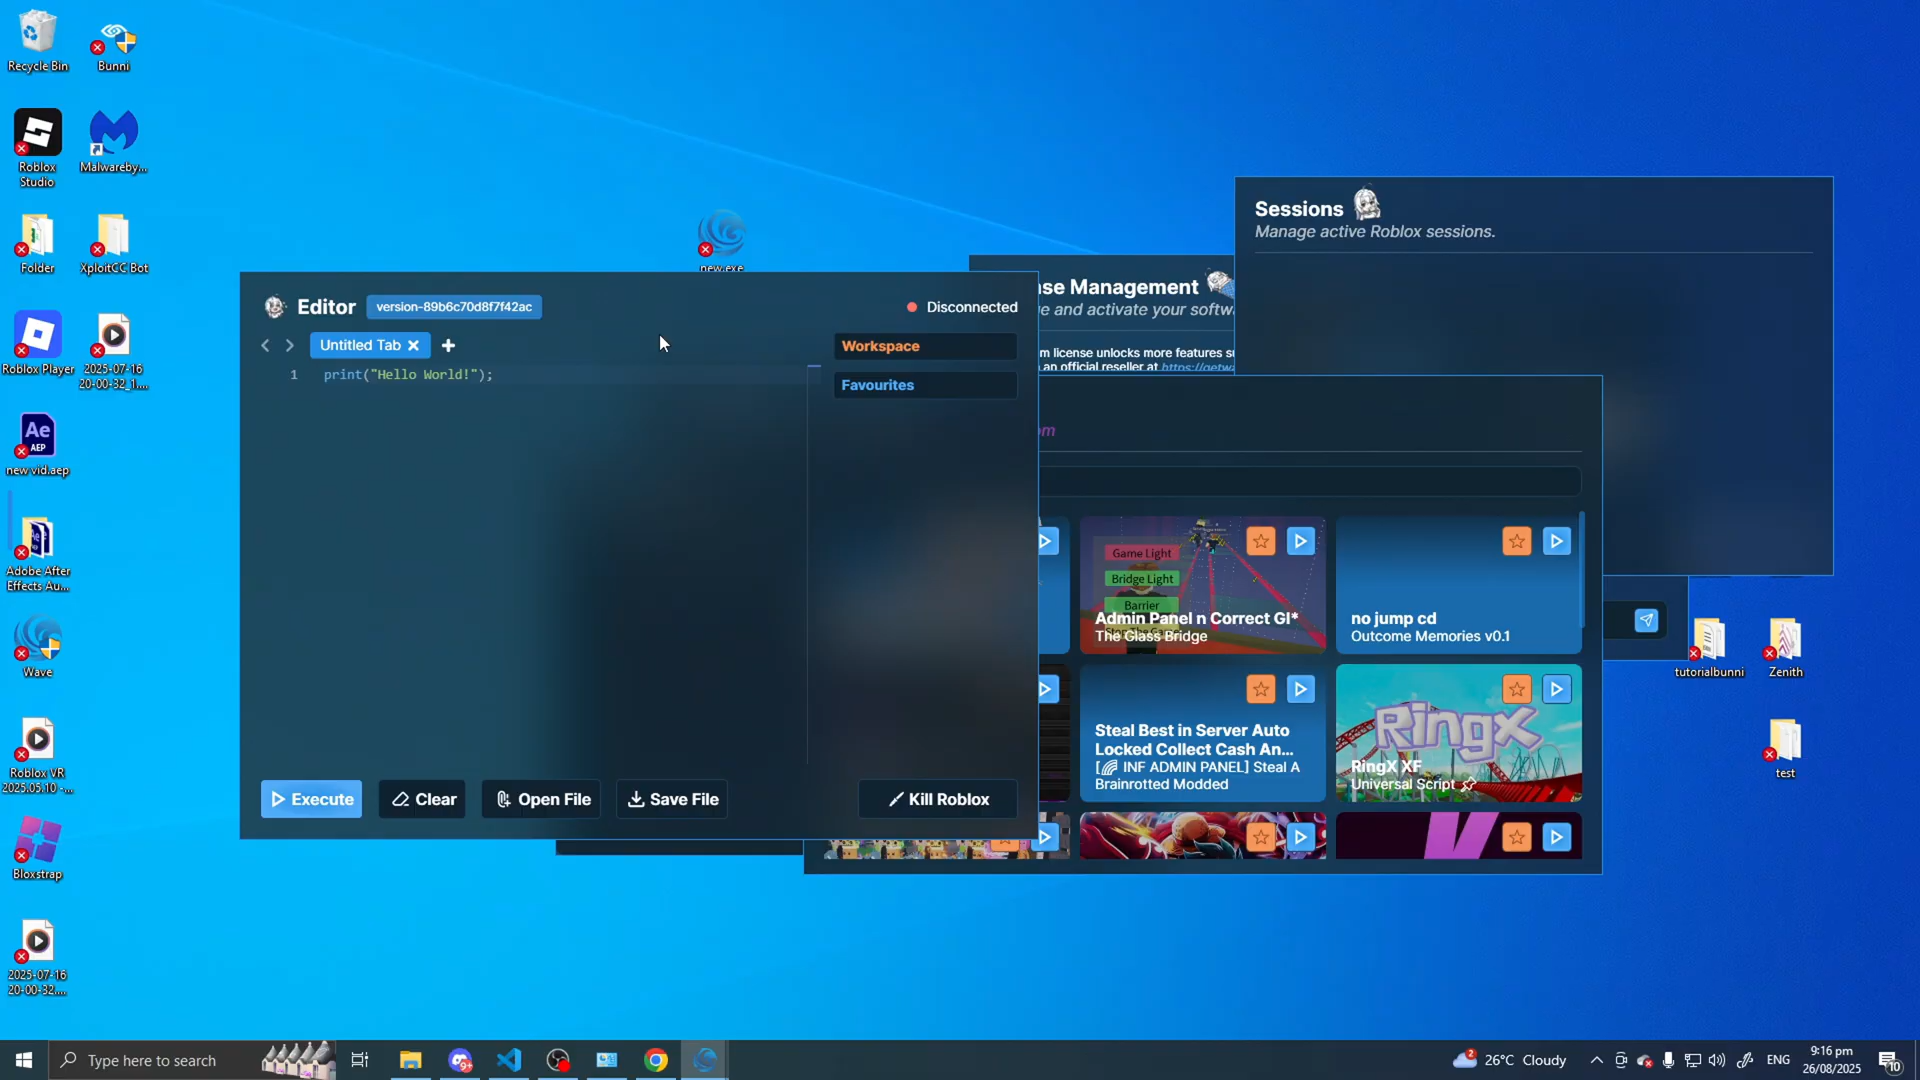 Recycle Bin
Bunni
Roblox
Studio
Malwareby...
Folder
XploitCC Bot
Roblox Player
2025-07-16
20-00-32_1....
new vid.aep
Adobe After
Effects Au...
Wave
Roblox VR
2025.05.10 -...
Bloxstrap
2025-07-16
20-00-32....
new.exe
Editor
version-89b6c70d8f7f42ac
Disconnected
Untitled Tab
1
print("Hello World!");
Workspace
Favourites
Execute
Clear
Open File
Save File
Kill Roblox
Sessions
Manage active Roblox sessions.
se Management
e and activate your softw
m license unlocks more features su
an official reseller at https://getwa
om
Game Light
Bridge Light
Barrier
Admin Panel n Correct Gl*
The Glass Bridge
no jump cd
Outcome Memories v0.1
Steal Best in Server Auto
Locked Collect Cash An...
[INF ADMIN PANEL] Steal A
Brainrotted Modded
RingX
RingX XF
Universal Script
tutorialbunni
Zenith
test
Type here to search
9+
26°C Cloudy
2
ENG
9:16 pm
26/08/2025
10